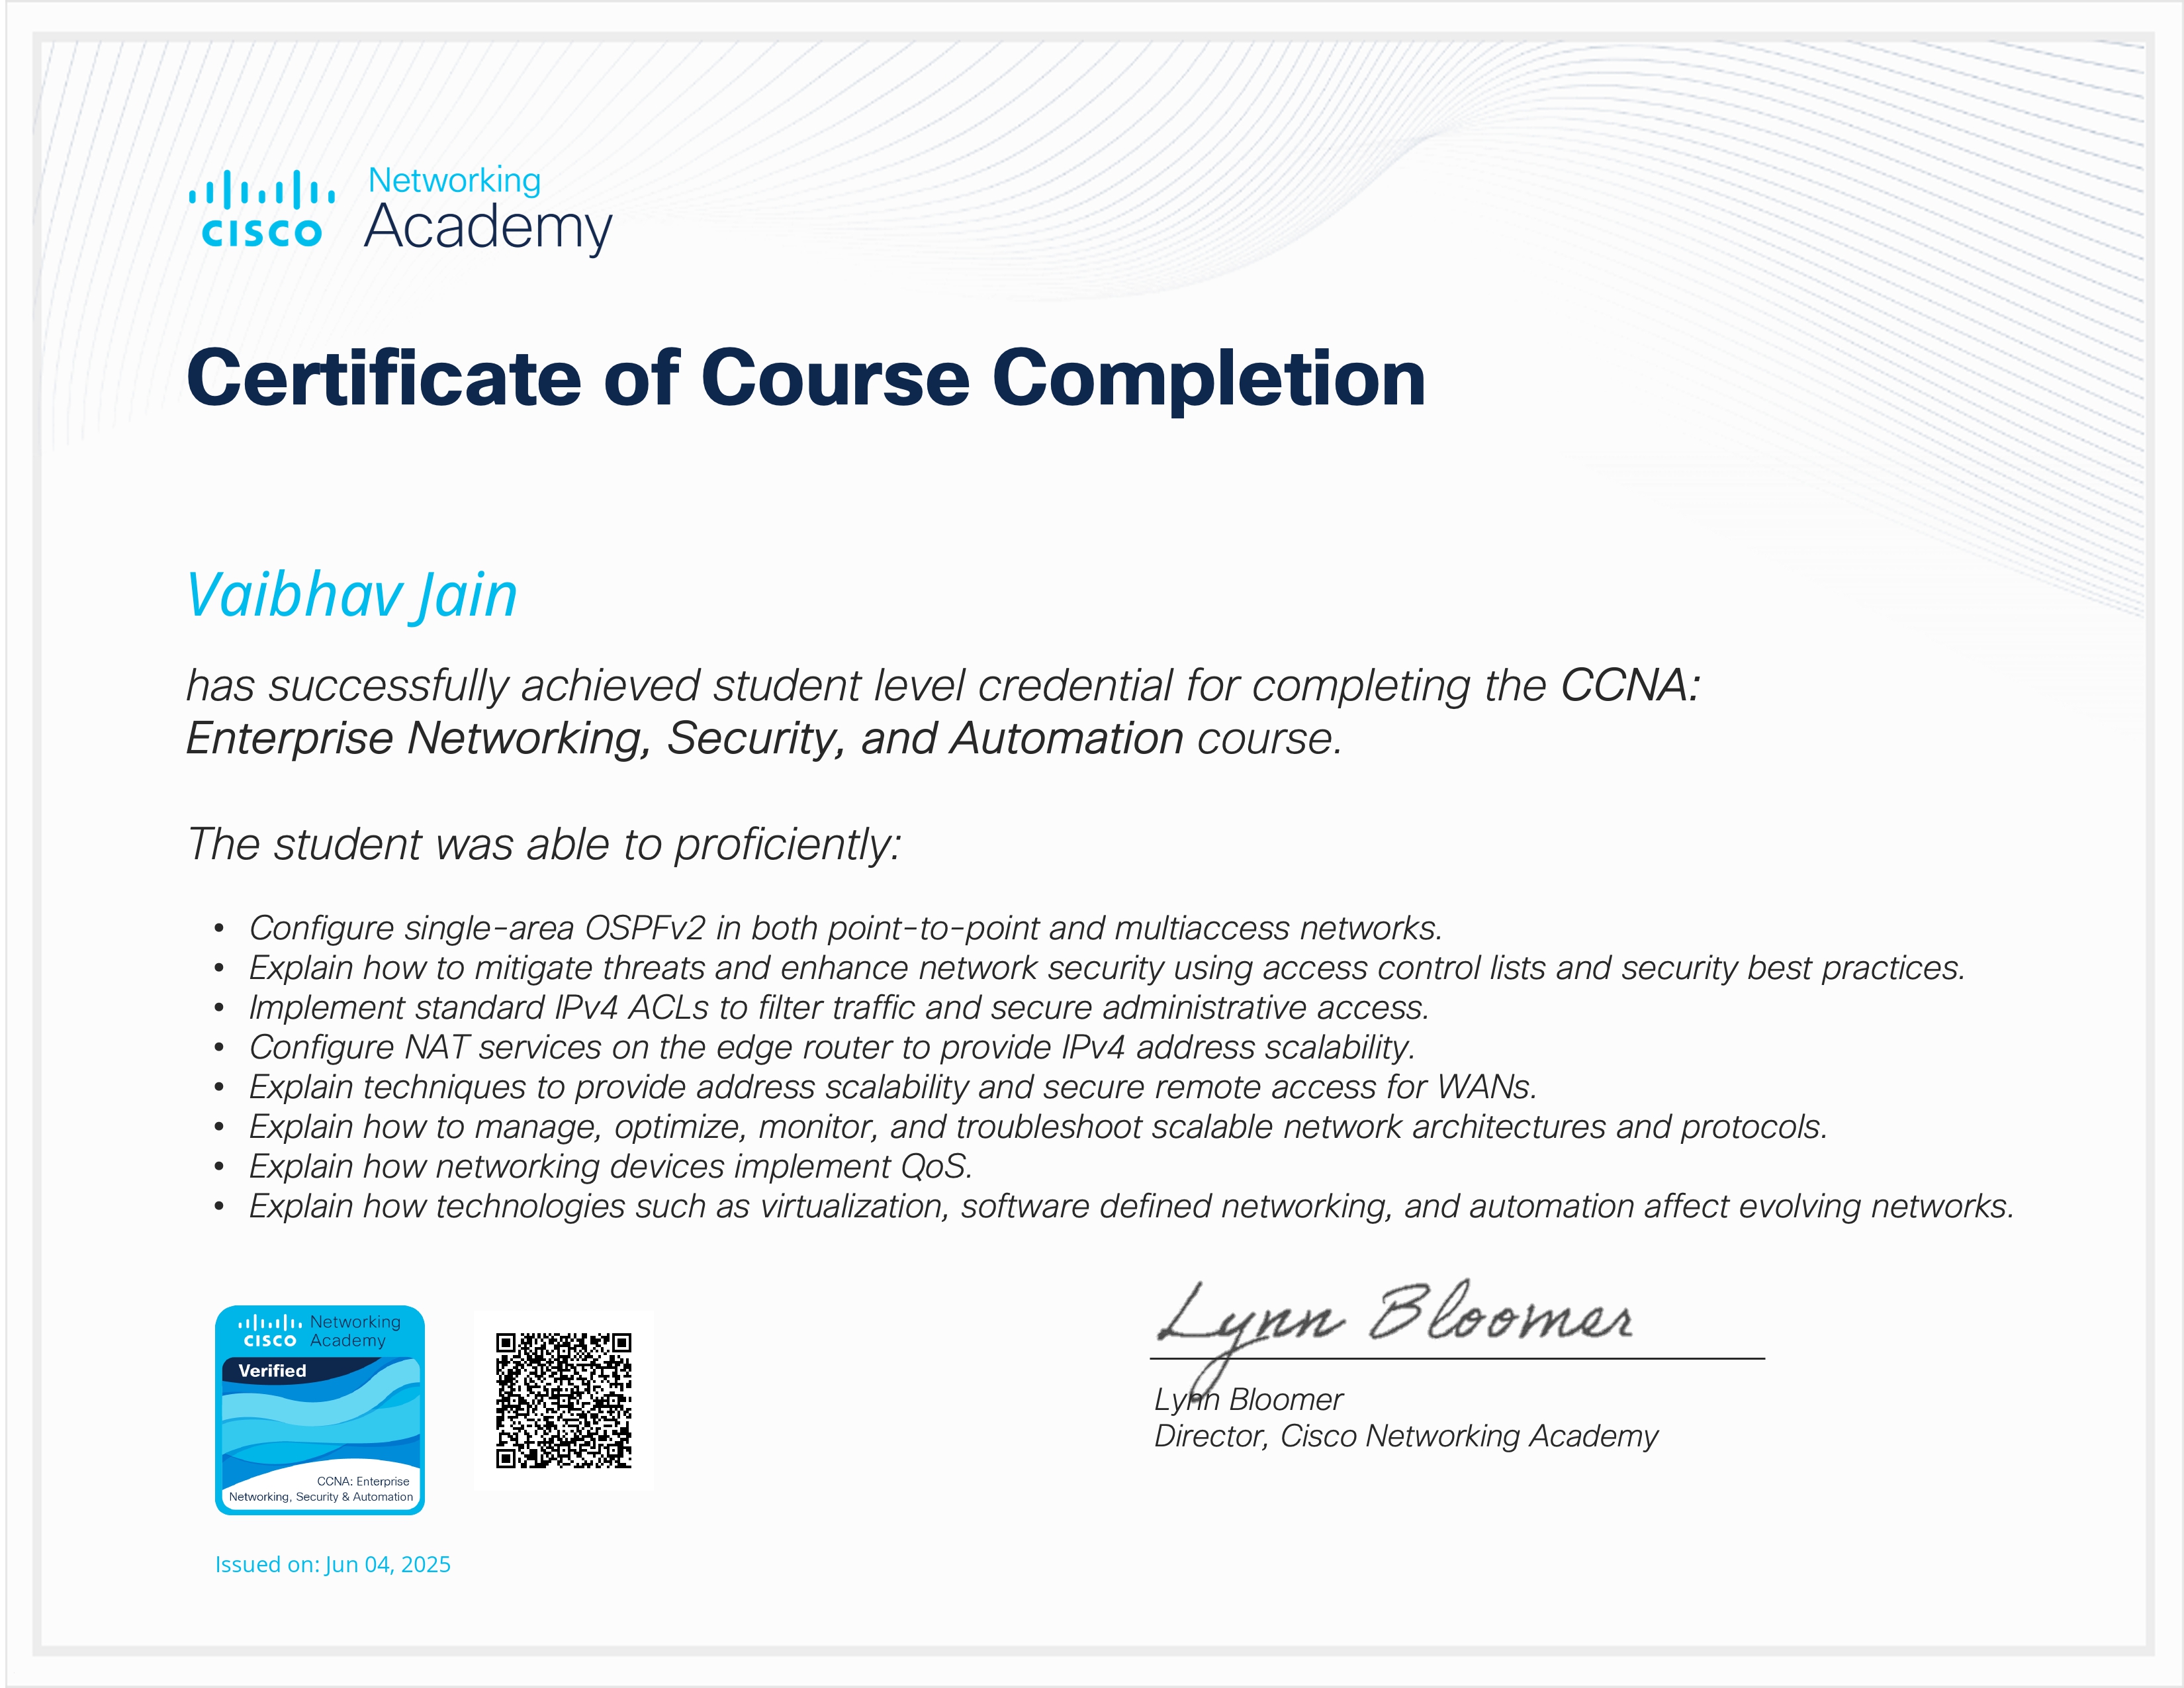 Networking
CISCO Academy
Certificate of Course Completion
Vaibhav Jain
has successfully achieved student level credential for completing the CCNA:
Enterprise Networking, Security, and Automation course.
The student was able to proficiently:
• Configure single-area OSPFv2 in both point-to-point and multiaccess networks.
• Explain how to mitigate threats and enhance network security using access control lists and security best practices.
• Implement standard IPv4 ACLs to filter traffic and secure administrative access.
• Configure NAT services on the edge router to provide IPv4 address scalability.
• Explain techniques to provide address scalability and secure remote access for WANs.
• Explain how to manage, optimize, monitor, and troubleshoot scalable network architectures and protocols.
• Explain how networking devices implement QoS.
• Explain how technologies such as virtualization, software defined networking, and automation affect evolving networks.
Networking
CISCO Academy
Verified
CCNA: Enterprise
Networking, Security & Automation
Lynn Bloomer
Lynn Bloomer
Director, Cisco Networking Academy
Issued on: Jun 04, 2025